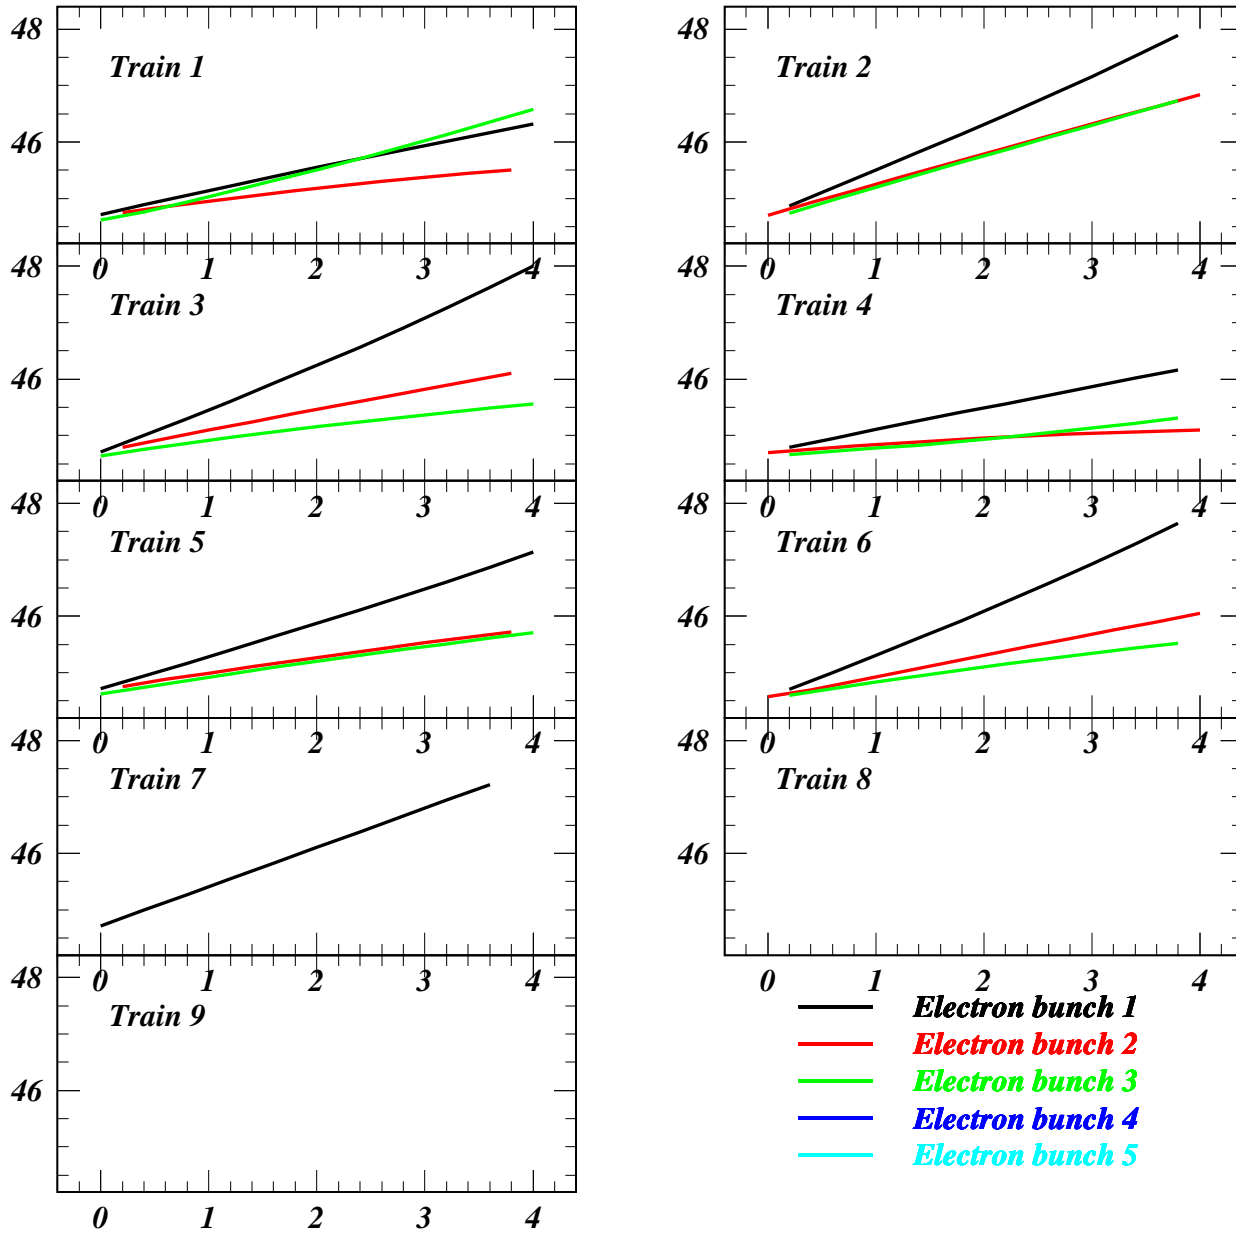 48
46
Train 1
48
46
Train 2
0 1 2 3 4
0 1 2 3 4
48
46
Train 3
48
46
Train 4
0 1 2 3 4
0 1 2 3 4
48
46
Train 5
48
46
Train 6
0 1 2 3 4
0 1 2 3 4
48
46
Train 7
48
46
Train 8
0 1 2 3 4
0 1 2 3 4
48
46
Train 9
0 1 2 3 4
Electron bunch 1
Electron bunch 2
Electron bunch 3
Electron bunch 4
Electron bunch 5